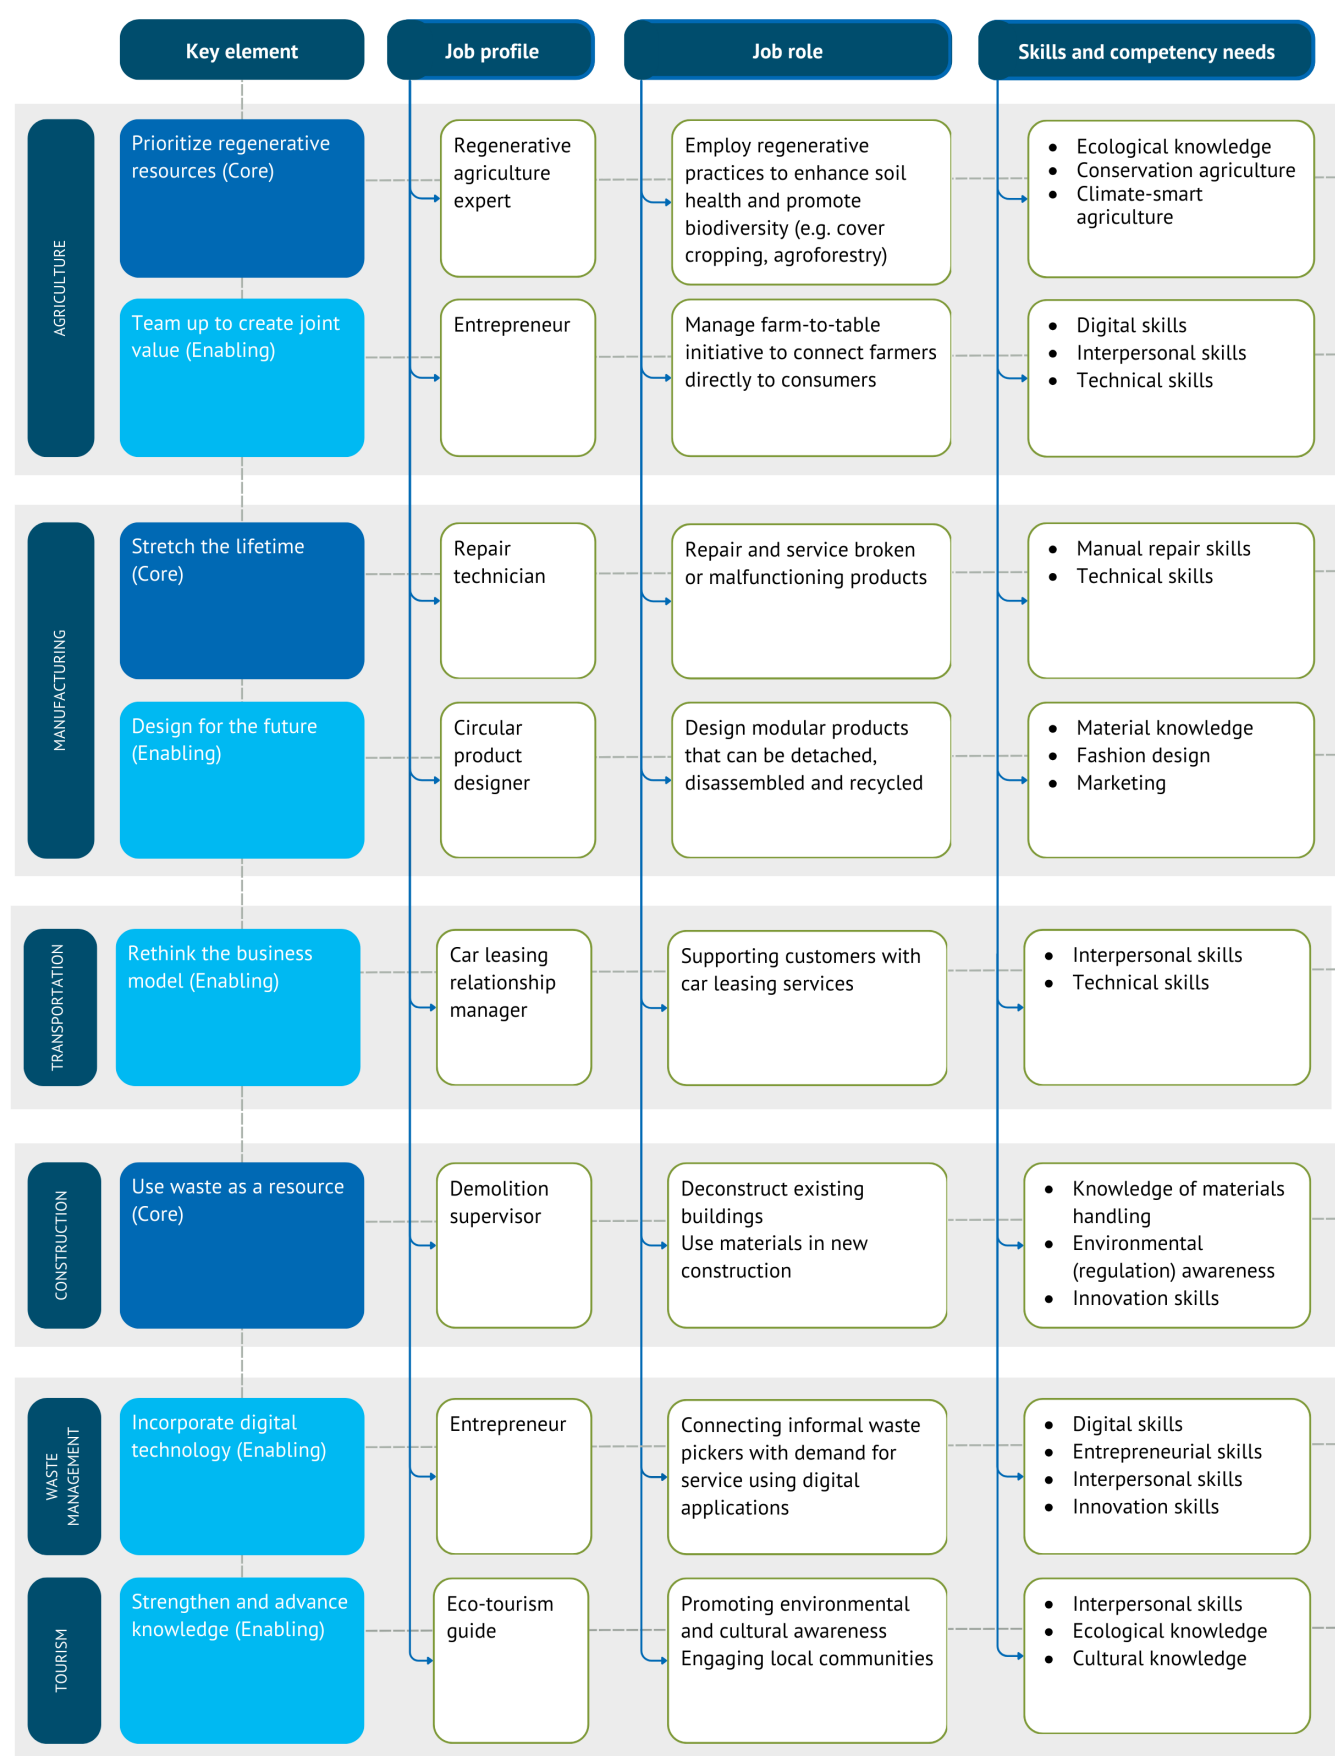 Key element
Job profile
Job role
Skills and competency needs
AGRICULTURE
Prioritize regenerative
resources (Core)
Regenerative
agriculture
expert
Employ regenerative
practices to enhance soil
health and promote
biodiversity (e.g. cover
cropping, agroforestry)
• Ecological knowledge
• Conservation agriculture
• Climate-smart
agriculture
Team up to create joint
value (Enabling)
Entrepreneur
Manage farm-to-table
initiative to connect farmers
directly to consumers
• Digital skills
• Interpersonal skills
• Technical skills
MANUFACTURING
Stretch the lifetime
(Core)
Repair
technician
Repair and service broken
or malfunctioning products
• Manual repair skills
• Technical skills
Design for the future
(Enabling)
Circular
product
designer
Design modular products
that can be detached,
disassembled and recycled
• Material knowledge
• Fashion design
• Marketing
TRANSPORTATION
Rethink the business
model (Enabling)
Car leasing
relationship
manager
Supporting customers with
car leasing services
• Interpersonal skills
• Technical skills
CONSTRUCTION
Use waste as a resource
(Core)
Demolition
supervisor
Deconstruct existing
buildings
Use materials in new
construction
• Knowledge of materials
handling
• Environmental
(regulation) awareness
• Innovation skills
WASTE
MANAGEMENT
Incorporate digital
technology (Enabling)
Entrepreneur
Connecting informal waste
pickers with demand for
service using digital
applications
• Digital skills
• Entrepreneurial skills
• Interpersonal skills
• Innovation skills
TOURISM
Strengthen and advance
knowledge (Enabling)
Eco-tourism
guide
Promoting environmental
and cultural awareness
Engaging local communities
• Interpersonal skills
• Ecological knowledge
• Cultural knowledge